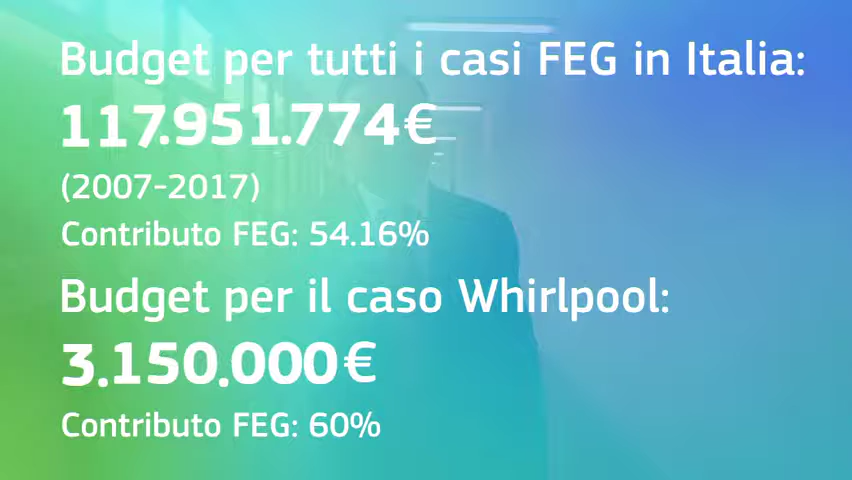 Budget per tutti i casi FEG in Italia:
117.951.774€
(2007-2017)
Contributo FEG: 54.16%
Budget per il caso Whirlpool:
3.150.000€
Contributo FEG: 60%